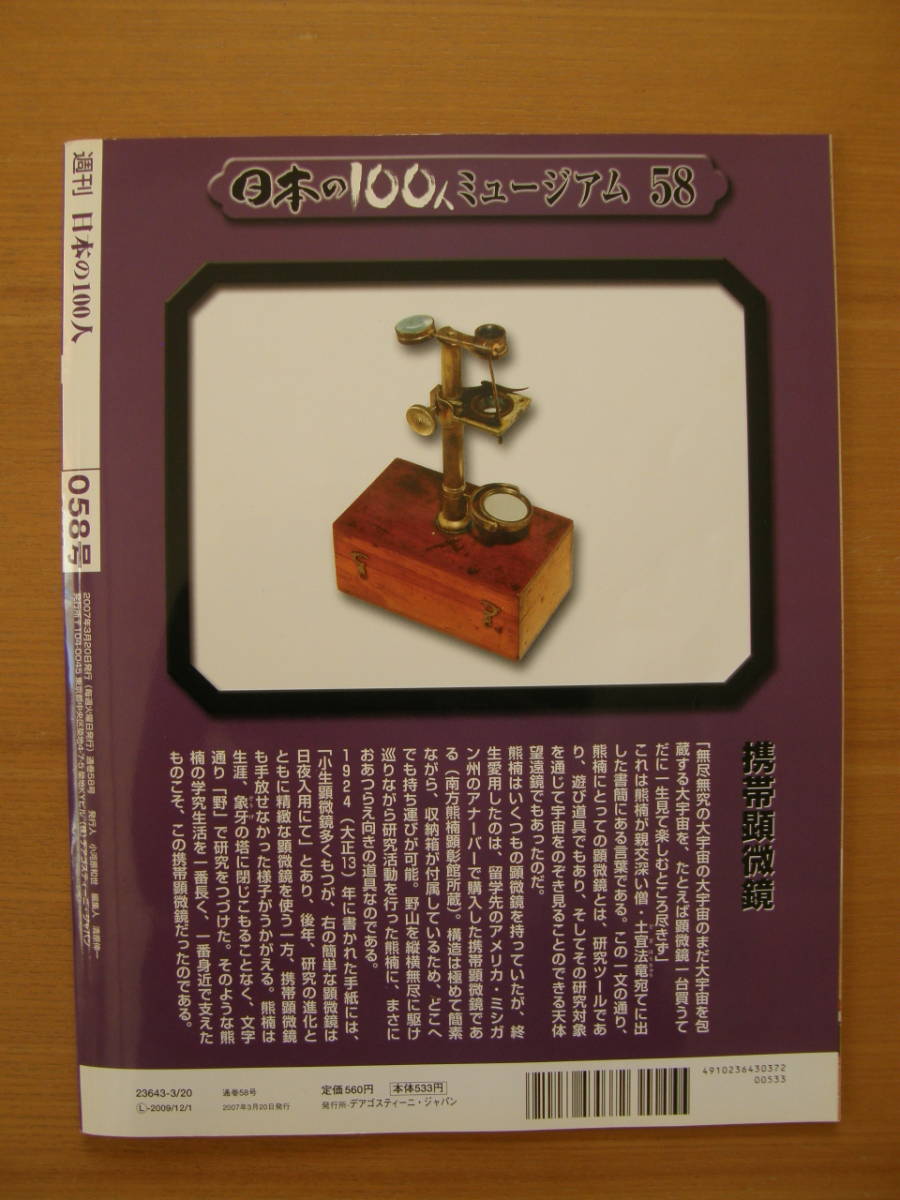 日本の100人ミュージアム 58
週刊 日本の100人
058号
2007年3月20日発行(毎週火曜日発行)通巻58号
携帯顕微鏡
「無尽無究の大宇宙の大宇宙のまだ大宇宙を包
蔵する大宇宙を、たとえば顕微鏡一台買うて
だに一生見て楽しむところ尽きず」
これは熊楠が親交深い僧・土宜法竜宛てに出
した書簡にある言葉である。この一文の通り、
熊楠にとっての顕微鏡とは、研究ツールであ
り、遊び道具でもあり、そしてその研究対象
を通じて宇宙をのぞき見ることのできる天体
望遠鏡でもあったのだ。
熊楠はいくつもの顕微鏡を持っていたが、終
生愛用したのは、留学先のアメリカ・ミシガ
ン州のアナーバーで購入した携帯顕微鏡であ
る(南方熊楠顕彰館所蔵)。構造は極めて簡素
ながら、収納箱が付属しているため、どこへ
でも持ち運びが可能。野山を縦横無尽に駆け
巡りながら研究活動を行った熊楠に、まさに
おあつらえ向きの道具なのである。
1924(大正13)年に書かれた手紙には、
「小生顕微鏡多くもつが、右の簡単な顕微鏡は
日夜入用にて」とあり、後年、研究の進化と
ともに精緻な顕微鏡を使う一方、携帯顕微鏡
も手放せなかった様子がうかがえる。熊楠は
生涯、象牙の塔に閉じこもることなく、文字
通り「野」で研究をつづけた。そのような熊
楠の学究生活を一番長く、一番身近で支えた
ものこそ、この携帯顕微鏡だったのである。
23643-3/20 通巻58号
Ⓛ-2009/12/1 2007年3月20日発行
定価560円 本体533円
発行所-デアゴスティーニ・ジャパン
4910236430372
00533